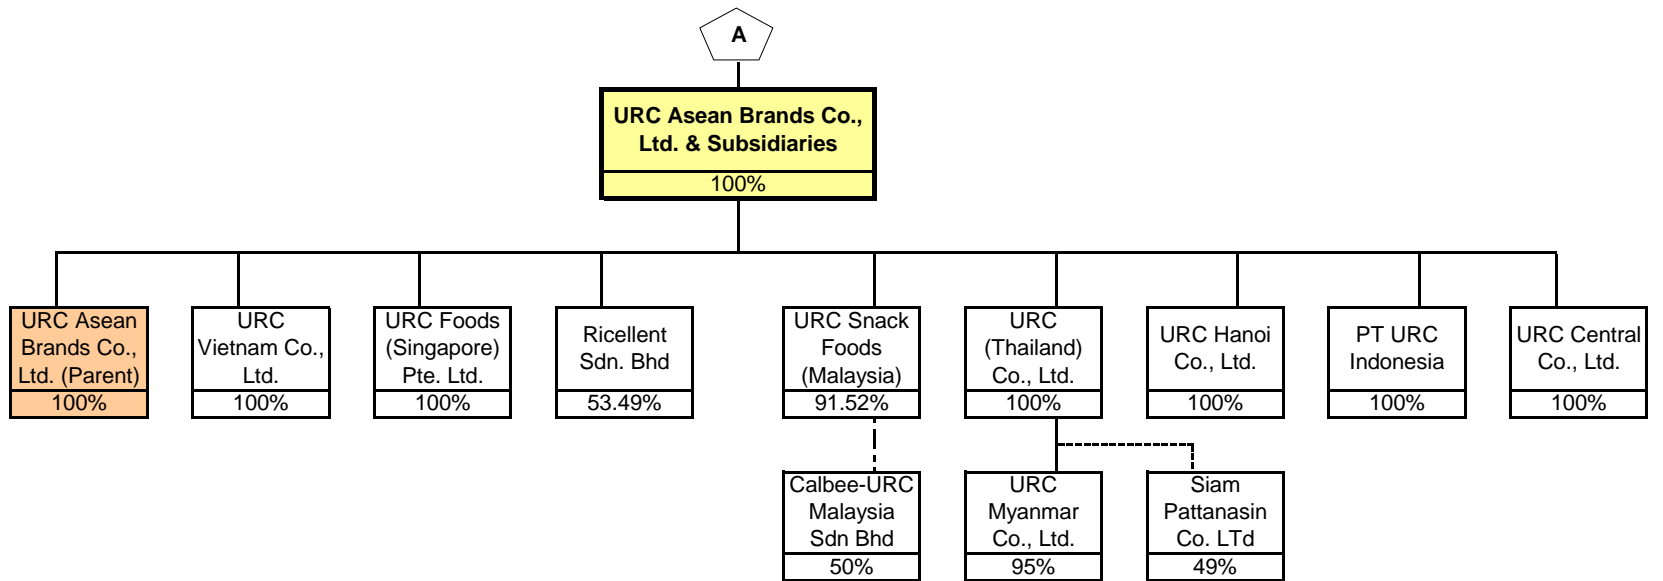 A
URC Asean Brands Co.,
Ltd. & Subsidiaries
100%
URC Asean
Brands Co.,
Ltd. (Parent)
100%
URC
Vietnam Co.,
Ltd.
100%
URC Foods
(Singapore)
Pte. Ltd.
100%
Ricellent
Sdn. Bhd
53.49%
URC Snack
Foods
(Malaysia)
91.52%
URC
(Thailand)
Co., Ltd.
100%
URC Hanoi
Co., Ltd.
100%
PT URC
Indonesia
100%
URC Central
Co., Ltd.
100%
Calbee-URC
Malaysia
Sdn Bhd
50%
URC
Myanmar
Co., Ltd.
95%
Siam
Pattanasin
Co. LTd
49%